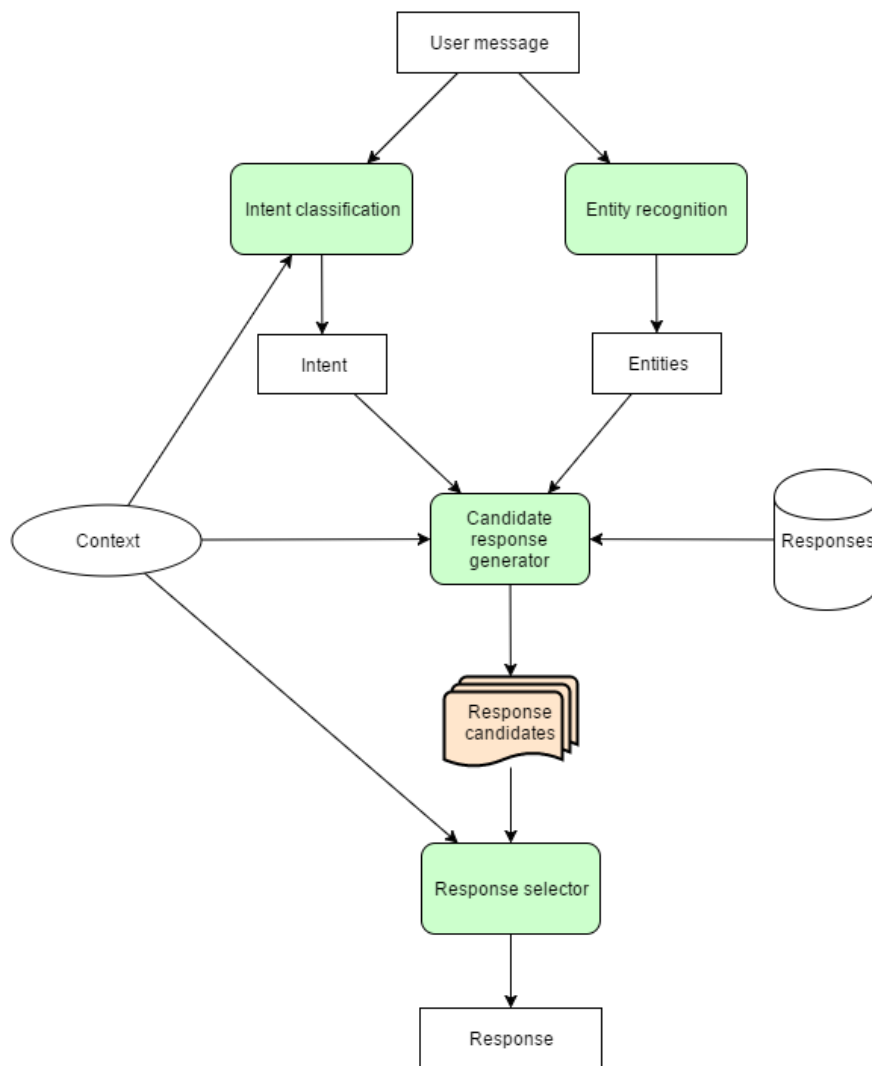 User message
Intent classification
Entity recognition
Intent
Entities
Context
Candidate
response
generator
Responses
Response
candidates
Response selector
Response